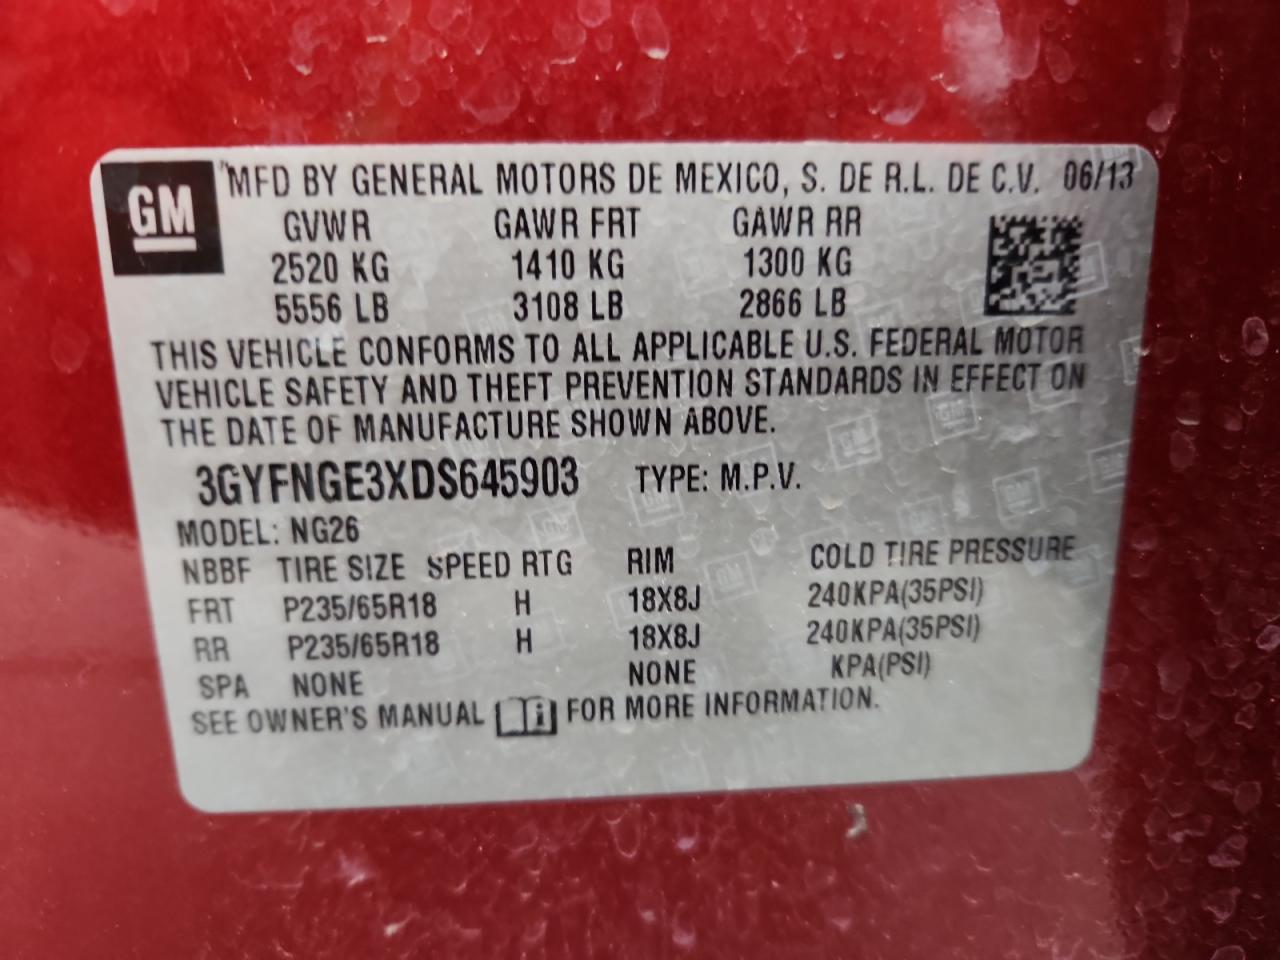 GM
MFD BY GENERAL MOTORS DE MEXICO, S. DE R.L. DE C.V. 06/13
GVWR GAWR FRT GAWR RR
2520 KG 1410 KG 1300 KG
5556 LB 3108 LB 2866 LB
THIS VEHICLE CONFORMS TO ALL APPLICABLE U.S. FEDERAL MOTOR
VEHICLE SAFETY AND THEFT PREVENTION STANDARDS IN EFFECT ON
THE DATE OF MANUFACTURE SHOWN ABOVE.
3GYFNGE3XDS645903 TYPE: M.P.V.
MODEL: NG26
NBBF TIRE SIZE SPEED RTG RIM COLD TIRE PRESSURE
FRT P235/65R18 H 18X8J 240KPA(35PSI)
RR P235/65R18 H 18X8J 240KPA(35PSI)
SPA NONE NONE KPA(PSI)
SEE OWNER'S MANUAL i FOR MORE INFORMATION.